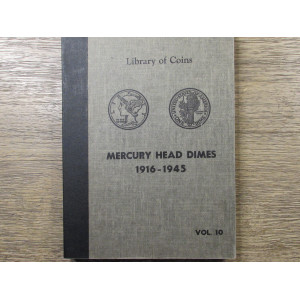 Library of Coins
MERCURY HEAD DIMES
1916-1945
VOL. 10